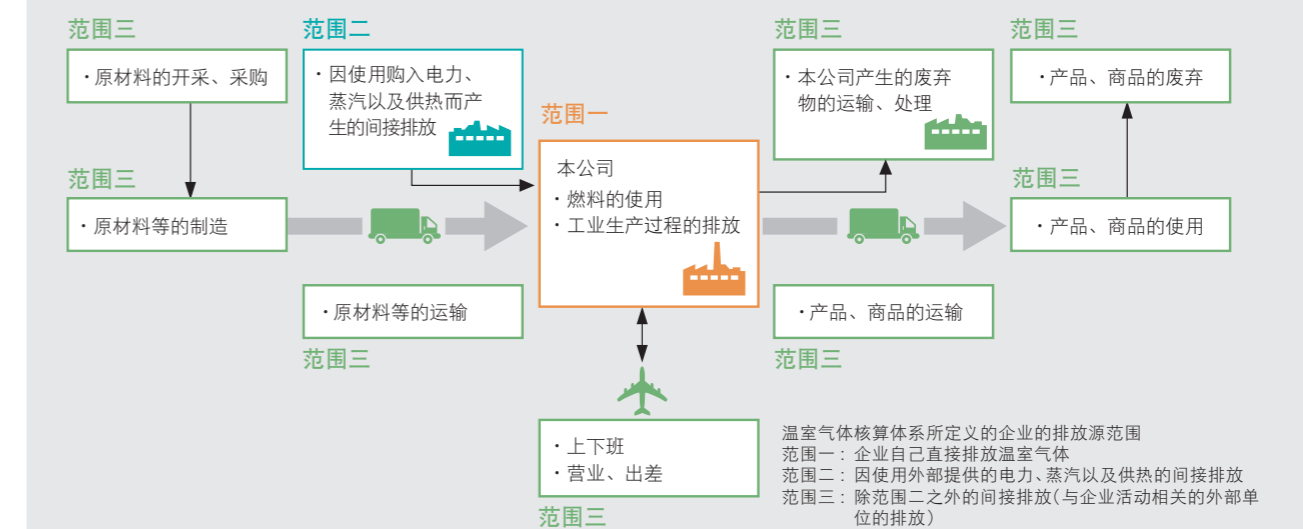 范围三
・原材料的开采、采购
范围三
・原材料等的制造
范围二
・因使用购入电力、
蒸汽以及供热而产
生的间接排放
・原材料等的运输
范围三
范围一
本公司
・燃料的使用
・工业生产过程的排放
・上下班
・营业、出差
范围三
范围三
・本公司产生的废弃
物的运输、处理
・产品、商品的运输
范围三
范围三
・产品、商品的废弃
范围三
・产品、商品的使用
温室气体核算体系所定义的企业的排放源范围
范围一：企业自己直接排放温室气体
范围二：因使用外部提供的电力、蒸汽以及供热的间接排放
范围三：除范围二之外的间接排放（与企业活动相关的外部单
位的排放）